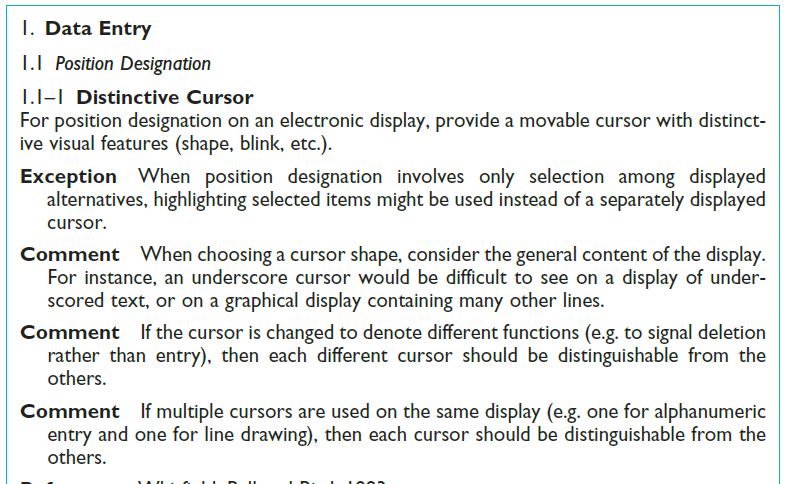 1. Data Entry
1.1 Position Designation
1.1–1 Distinctive Cursor
For position designation on an electronic display, provide a movable cursor with distinct-
ive visual features (shape, blink, etc.).
Exception When position designation involves only selection among displayed
alternatives, highlighting selected items might be used instead of a separately displayed
cursor.
Comment When choosing a cursor shape, consider the general content of the display.
For instance, an underscore cursor would be difficult to see on a display of under-
scored text, or on a graphical display containing many other lines.
Comment If the cursor is changed to denote different functions (e.g. to signal deletion
rather than entry), then each different cursor should be distinguishable from the
others.
Comment If multiple cursors are used on the same display (e.g. one for alphanumeric
entry and one for line drawing), then each cursor should be distinguishable from the
others.